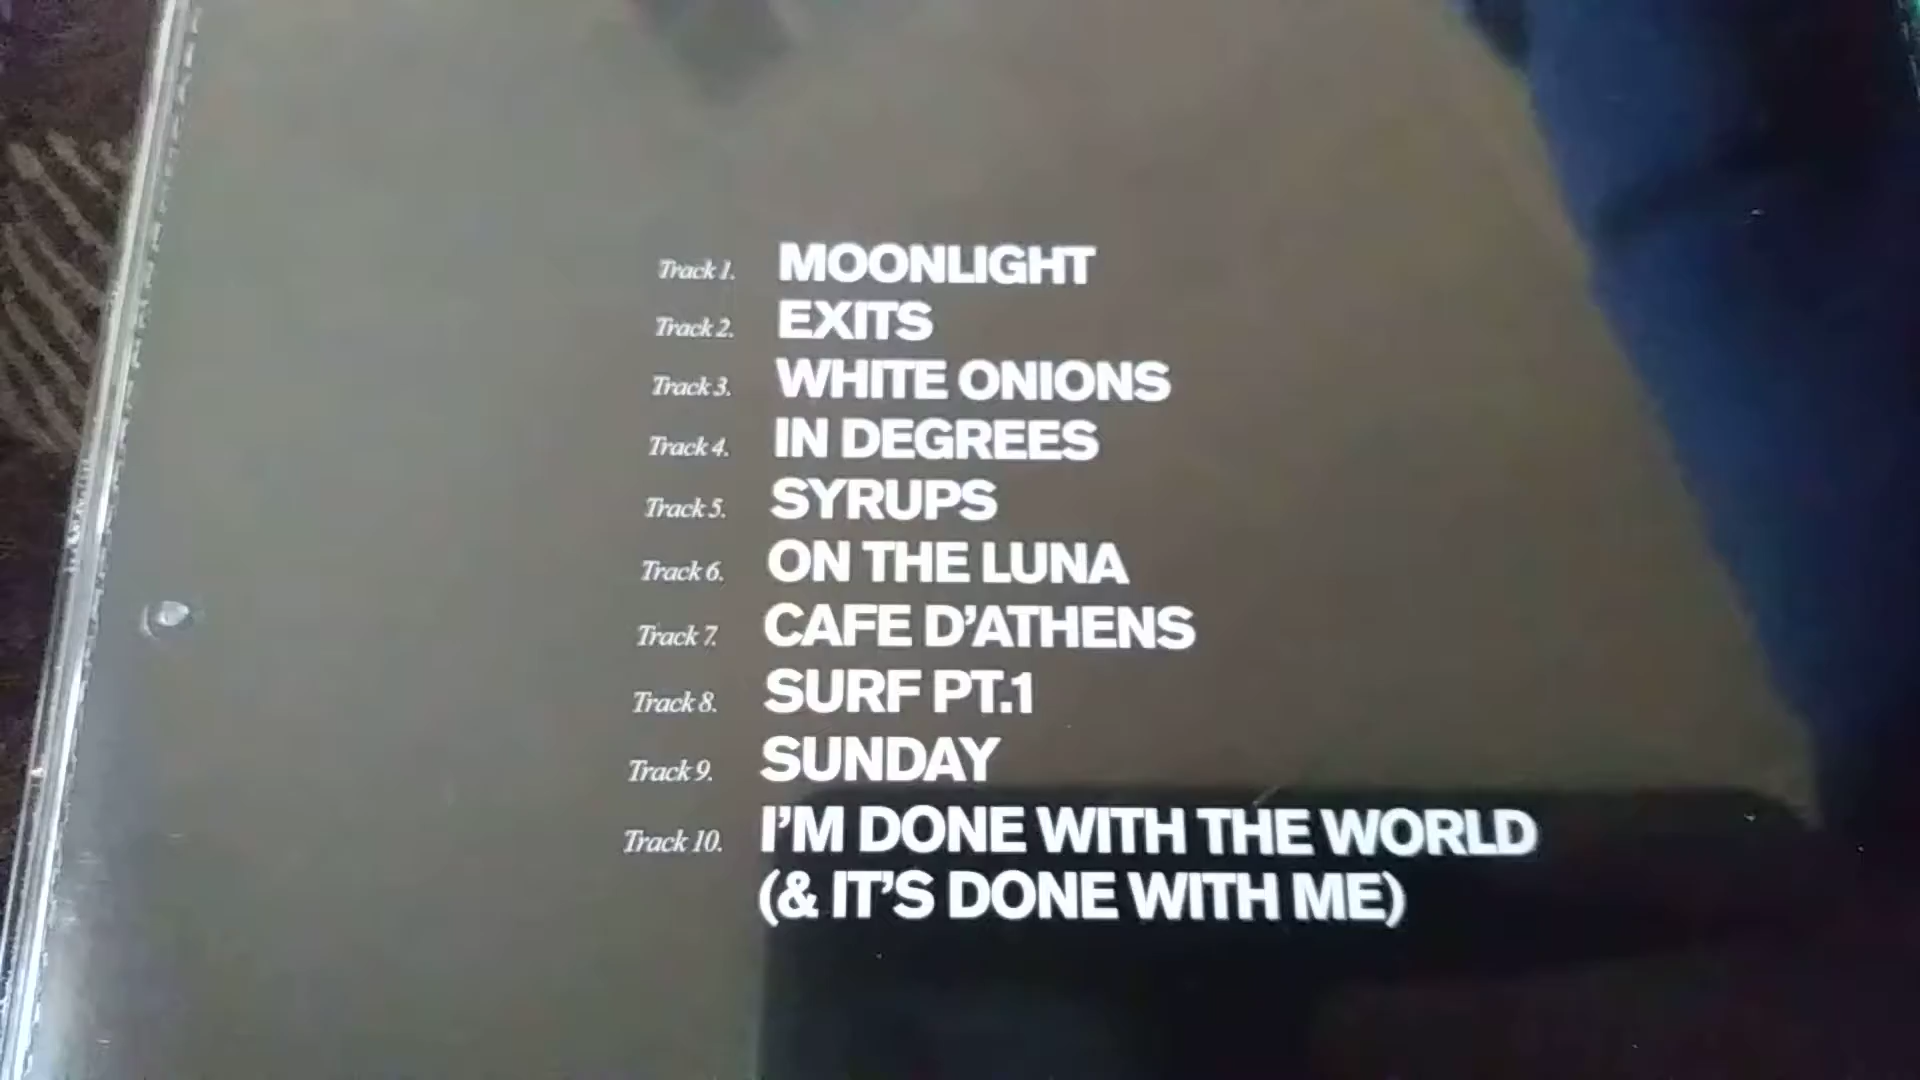 Track 1. MOONLIGHT
Track 2. EXITS
Track 3. WHITE ONIONS
Track 4. IN DEGREES
Track 5. SYRUPS
Track 6. ON THE LUNA
Track 7. CAFE D'ATHENS
Track 8. SURF PT.1
Track 9. SUNDAY
Track 10. I'M DONE WITH THE WORLD
(& IT'S DONE WITH ME)